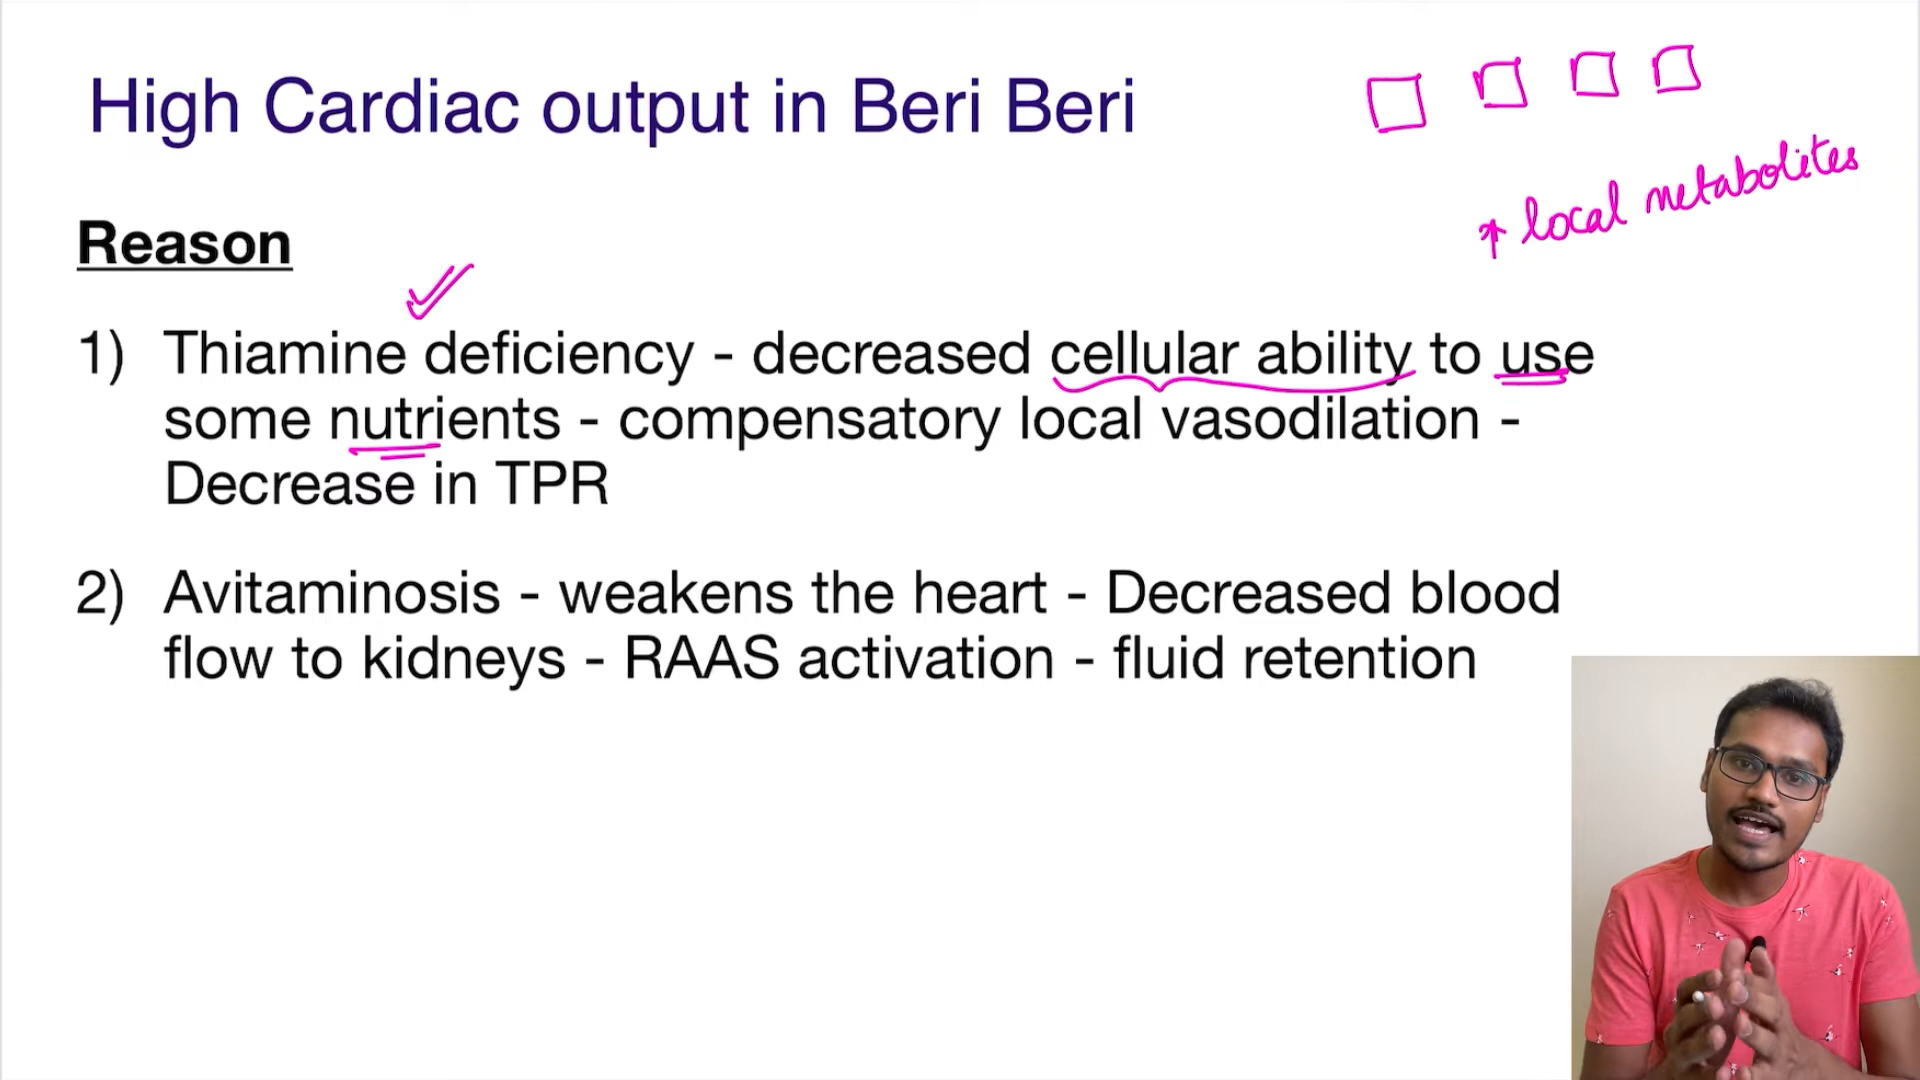 High Cardiac output in Beri Beri
↑ local metabolites
Reason
1) Thiamine deficiency - decreased cellular ability to use
some nutrients - compensatory local vasodilation -
Decrease in TPR
2) Avitaminosis - weakens the heart - Decreased blood
flow to kidneys - RAAS activation - fluid retention